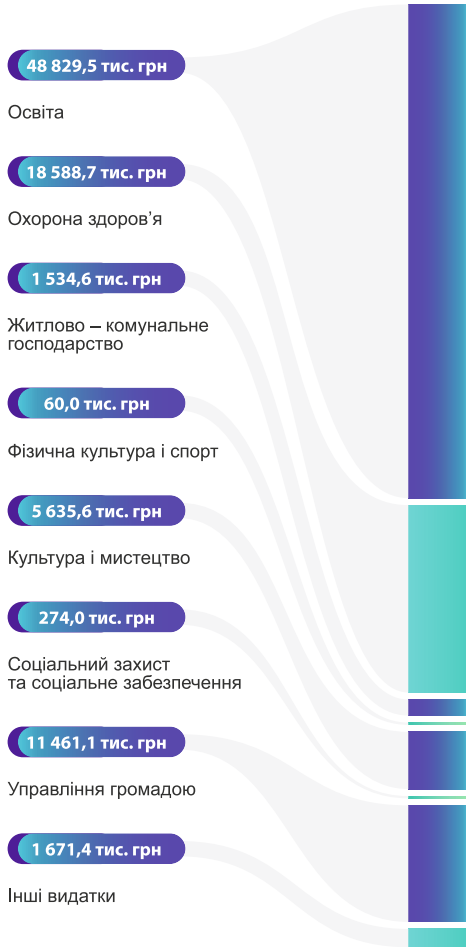 48 829,5 тис. грн
Освіта
18 588,7 тис. грн
Охорона здоров’я
1 534,6 тис. грн
Житлово – комунальне
господарство
60,0 тис. грн
Фізична культура і спорт
5 635,6 тис. грн
Культура і мистецтво
274,0 тис. грн
Соціальний захист
та соціальне забезпечення
11 461,1 тис. грн
Управління громадою
1 671,4 тис. грн
Інші видатки